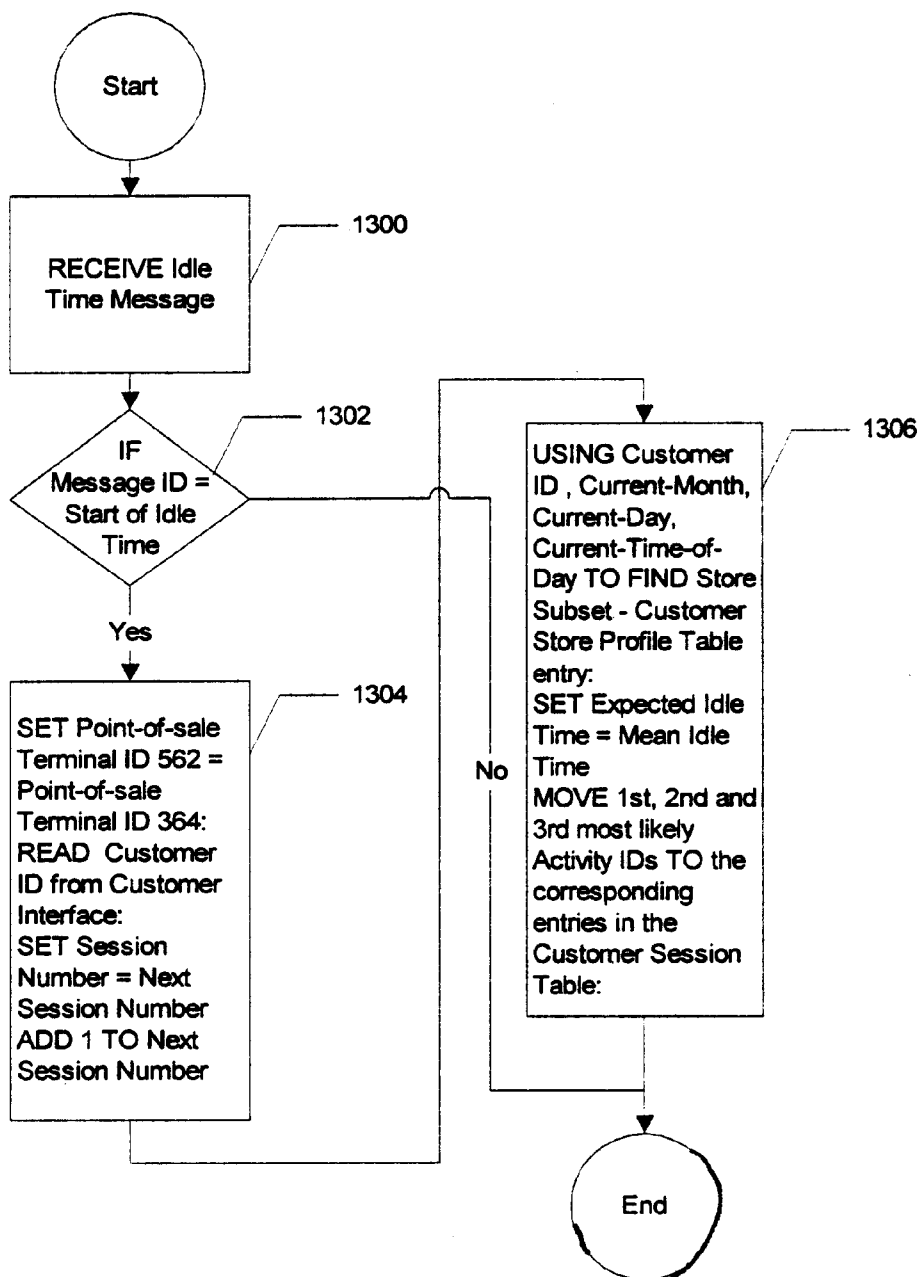 Start
1300
RECEIVE Idle
Time Message
1302
IF
Message ID =
Start of Idle
Time
Yes
1304
SET Point-of-sale
Terminal ID 562 =
Point-of-sale
Terminal ID 364:
READ Customer
ID from Customer
Interface:
SET Session
Number = Next
Session Number
ADD 1 TO Next
Session Number
No
1306
USING Customer
ID , Current-Month,
Current-Day,
Current-Time-of-
Day TO FIND Store
Subset - Customer
Store Profile Table
entry:
SET Expected Idle
Time = Mean Idle
Time
MOVE 1st, 2nd and
3rd most likely
Activity IDs TO the
corresponding
entries in the
Customer Session
Table:
End